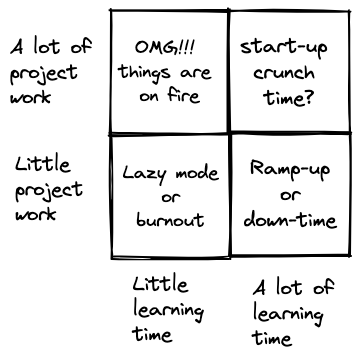 A lot of
project
work
OMG!!!
things are
on fire
start-up
crunch
time?
Little
project
work
Lazy mode
or
burnout
Ramp-up
or
down-time
Little
learning
time
A lot of
learning
time